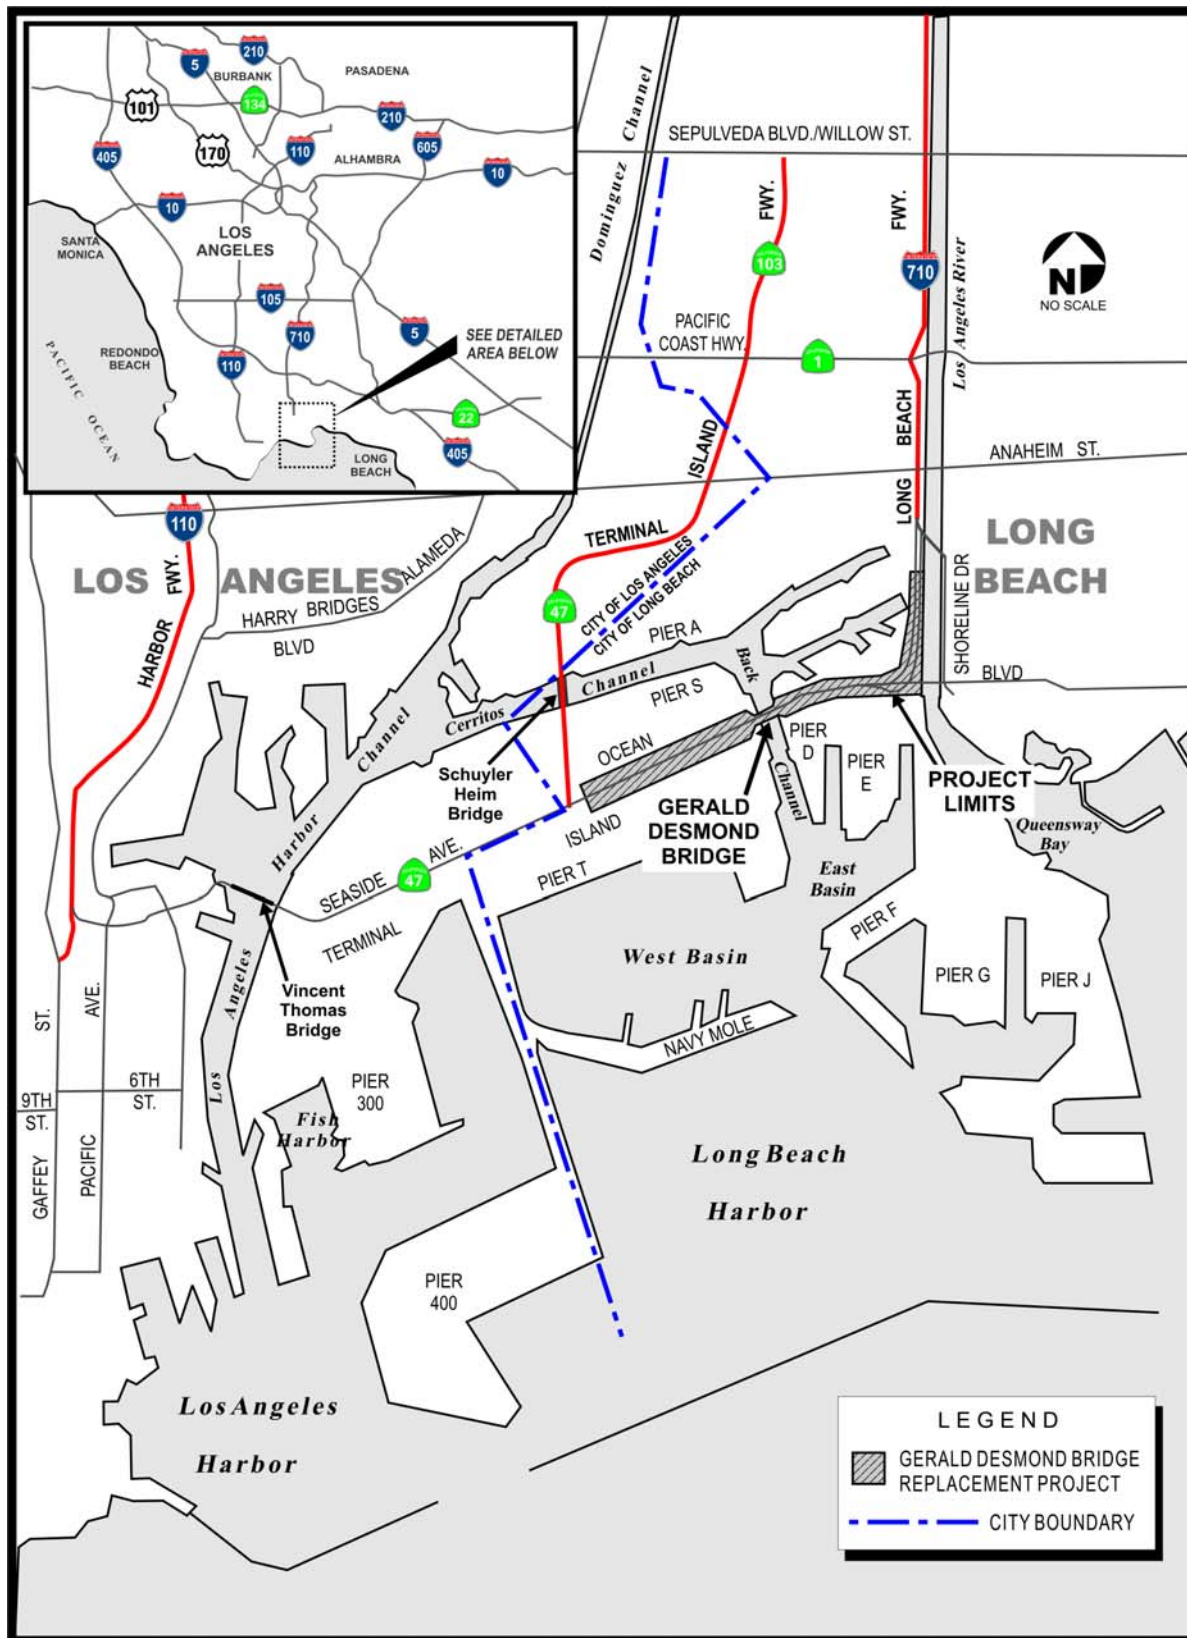 5
210
BURBANK
PASADENA
101
134
210
405
170
110
605
ALHAMBRA
10
10
LOS
ANGELES
SANTA
MONICA
105
710
5
SEE DETAILED
AREA BELOW
REDONDO
BEACH
110
PACIFIC OCEAN
22
405
LONG
BEACH
Dominguez Channel
SEPULVEDA BLVD./WILLOW ST.
FWY.
FWY.
103
710
Los Angeles River
N
NO SCALE
PACIFIC
COAST HWY.
1
ISLAND
LONG BEACH
ANAHEIM ST.
TERMINAL
110
LOS ANGELES
HARBOR FWY.
ALAMEDA
HARRY BRIDGES
BLVD
47
CITY OF LOS ANGELES
CITY OF LONG BEACH
LONG
BEACH
SHORELINE DR
PIER A
Back
Channel
BLVD
PIER S
Cerritos Channel
OCEAN
Schuyler
Heim
Bridge
PIER
D
PIER
E
PROJECT
LIMITS
GERALD
DESMOND
BRIDGE
Queensway
Bay
Los Angeles Harbor Channel
ISLAND
SEASIDE AVE.
47
PIER T
East
Basin
PIER F
TERMINAL
West Basin
PIER G
PIER J
Vincent
Thomas
Bridge
NAVY MOLE
GAFFEY ST.
PACIFIC AVE.
9TH
ST.
6TH
ST.
PIER
300
Fish
Harbor
Long Beach
Harbor
PIER
400
Los Angeles
Harbor
LEGEND
GERALD DESMOND BRIDGE
REPLACEMENT PROJECT
CITY BOUNDARY